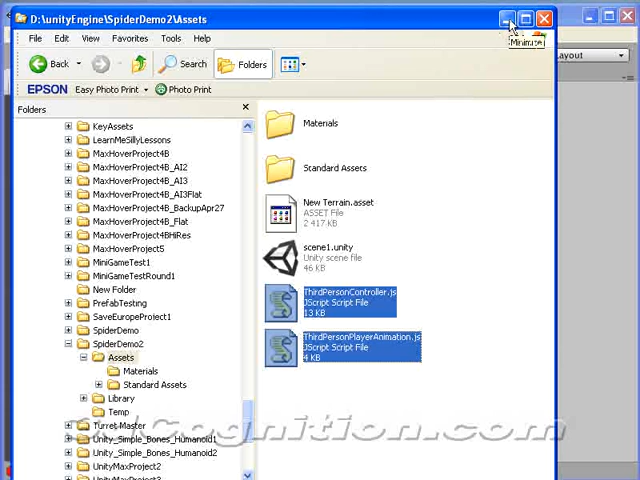 D:\unityEngine\SpiderDemo2\Assets
File Edit View Favorites Tools Help
Minimise
Layout
Back Search Folders
EPSON Easy Photo Print Photo Print
Folders
KeyAssets
LearnMeSillyLessons
MaxHoverProject4B
MaxHoverProject4B_AI2
MaxHoverProject4B_AI3
MaxHoverProject4B_AI3Flat
MaxHoverProject4B_BackupApr27
MaxHoverProject4B_Flat
MaxHoverProject4BHiRes
MaxHoverProject5
MiniGameTest1
MiniGameTestRound1
New Folder
PrefabTesting
SaveEuropeProject1
SpiderDemo
SpiderDemo2
Assets
Materials
Standard Assets
Library
Temp
Turret Master
Unity_Simple_Bones_Humanoid1
Unity_Simple_Bones_Humanoid2
UnityMaxProject2
UnityMaxProject3
Materials
Standard Assets
New Terrain.asset
ASSET File
2 417 KB
scene1.unity
Unity scene file
46 KB
ThirdPersonController.js
JScript Script File
13 KB
ThirdPersonPlayerAnimation.js
JScript Script File
4 KB